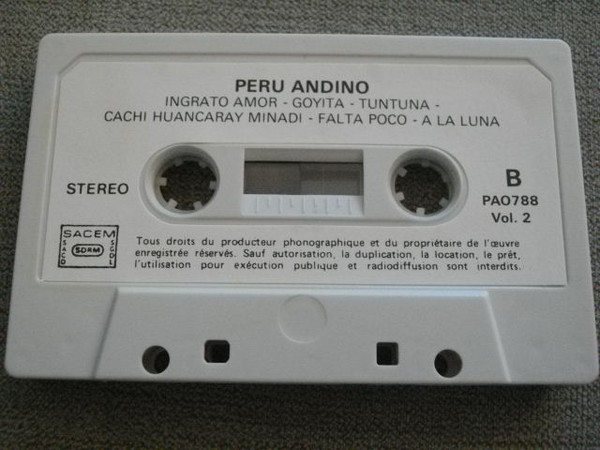 PERU ANDINO
INGRATO AMOR - GOYITA - TUNTUNA -
CACHI HUANCARAY MINADI - FALTA POCO - A LA LUNA
STEREO
B
PAO788
Vol. 2
SACEM
SACO
SDRM
SGDL
Tous droits du producteur phonographique et du propriétaire de l'œuvre
enregistrée réservés. Sauf autorisation, la duplication, la location, le prêt,
l'utilisation pour exécution publique et radiodiffusion sont interdits.